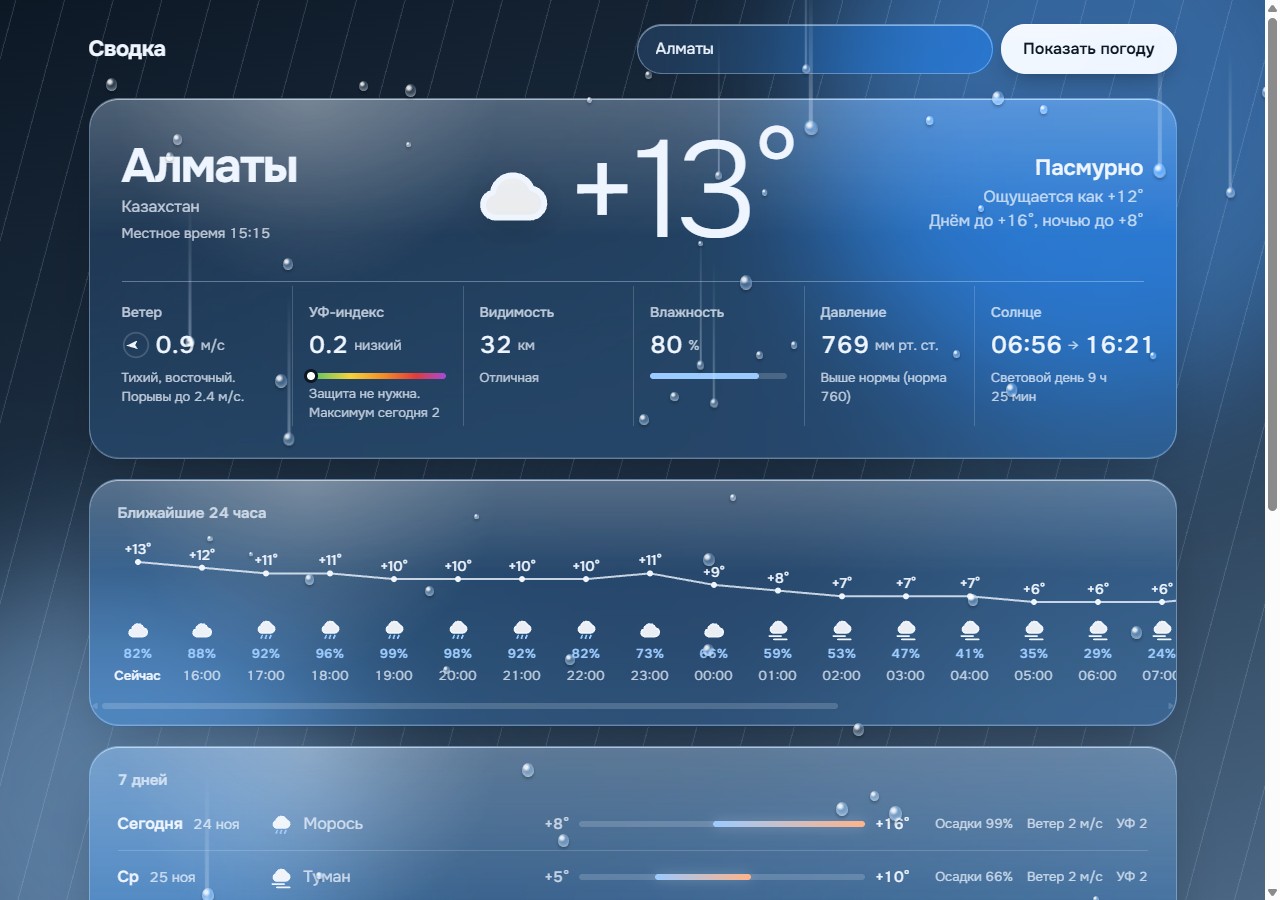 Сводка
Алматы
Показать погоду
Алматы
Казахстан
Местное время 15:15
+13°
Пасмурно
Ощущается как +12°
Днём до +16°, ночью до +8°
Ветер
0.9 м/с
Тихий, восточный.
Порывы до 2.4 м/с.
УФ-индекс
0.2 низкий
Защита не нужна.
Максимум сегодня 2
Видимость
32 км
Отличная
Влажность
80 %
Давление
769 мм рт. ст.
Выше нормы (норма
760)
Солнце
06:56 → 16:21
Световой день 9 ч
25 мин
Ближайшие 24 часа
+13° +12° +11° +11° +10° +10° +10° +10° +11° +9° +8° +7° +7° +7° +6° +6° +6°
82% 88% 92% 96% 99% 98% 92% 82% 73% 66% 59% 53% 47% 41% 35% 29% 24%
Сейчас 16:00 17:00 18:00 19:00 20:00 21:00 22:00 23:00 00:00 01:00 02:00 03:00 04:00 05:00 06:00 07:00
7 дней
Сегодня 24 ноя Морось +8° +16° Осадки 99% Ветер 2 м/с УФ 2
Ср 25 ноя Туман +5° +10° Осадки 66% Ветер 2 м/с УФ 2